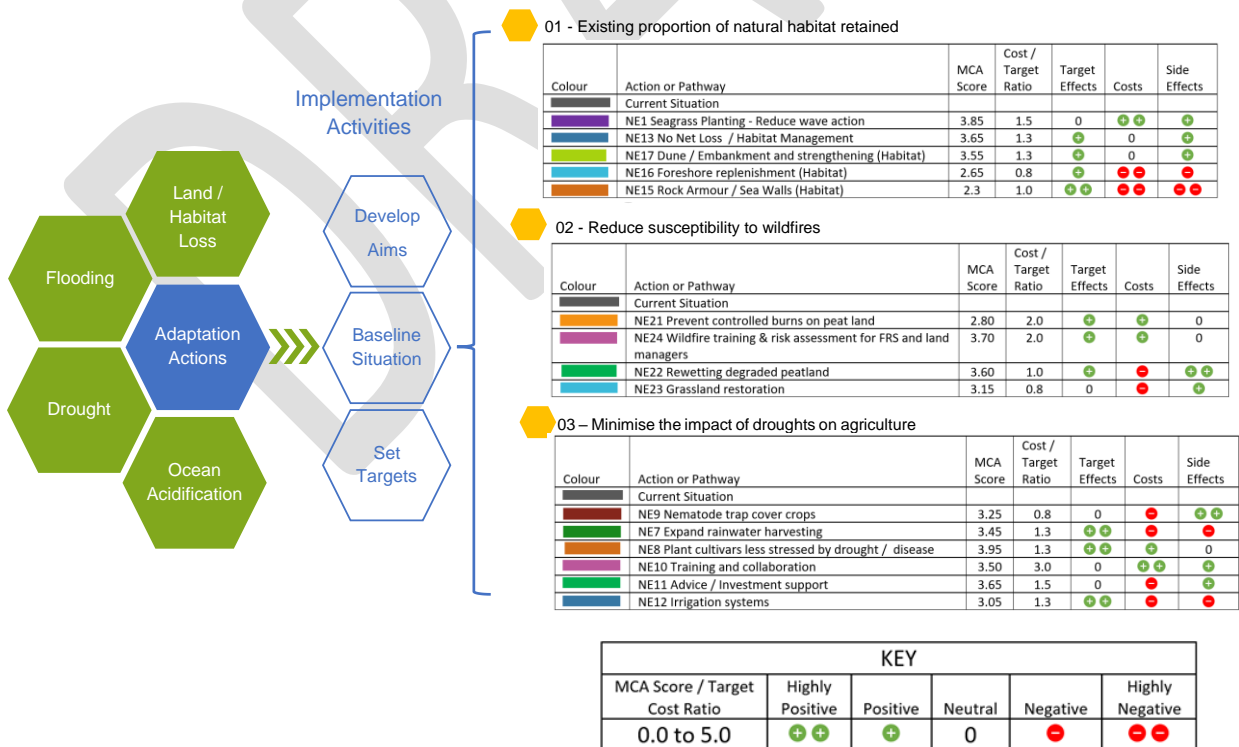 DRA
Flooding
Land /
Habitat
Loss
Adaptation
Actions
Drought
Ocean
Acidification
Implementation
Activities
Develop
Aims
Baseline
Situation
Set
Targets
01 - Existing proportion of natural habitat retained
Colour Action or Pathway MCA Score Cost / Target Ratio Target Effects Costs Side Effects
Current Situation
NE1 Seagrass Planting - Reduce wave action 3.85 1.5 0 + + +
NE13 No Net Loss / Habitat Management 3.65 1.3 + 0 +
NE17 Dune / Embankment and strengthening (Habitat) 3.55 1.3 + 0 +
NE16 Foreshore replenishment (Habitat) 2.65 0.8 + - - -
NE15 Rock Armour / Sea Walls (Habitat) 2.3 1.0 + + - - - -
02 - Reduce susceptibility to wildfires
Colour Action or Pathway MCA Score Cost / Target Ratio Target Effects Costs Side Effects
Current Situation
NE21 Prevent controlled burns on peat land 2.80 2.0 + + 0
NE24 Wildfire training & risk assessment for FRS and land managers 3.70 2.0 + + 0
NE22 Rewetting degraded peatland 3.60 1.0 + - + +
NE23 Grassland restoration 3.15 0.8 0 - +
03 – Minimise the impact of droughts on agriculture
Colour Action or Pathway MCA Score Cost / Target Ratio Target Effects Costs Side Effects
Current Situation
NE9 Nematode trap cover crops 3.25 0.8 0 - + +
NE7 Expand rainwater harvesting 3.45 1.3 + + - -
NE8 Plant cultivars less stressed by drought / disease 3.95 1.3 + + + 0
NE10 Training and collaboration 3.50 3.0 0 + + +
NE11 Advice / Investment support 3.65 1.5 0 - +
NE12 Irrigation systems 3.05 1.3 + + - -
KEY
MCA Score / Target Cost Ratio Highly Positive Positive Neutral Negative Highly Negative
0.0 to 5.0 + + + 0 - - -